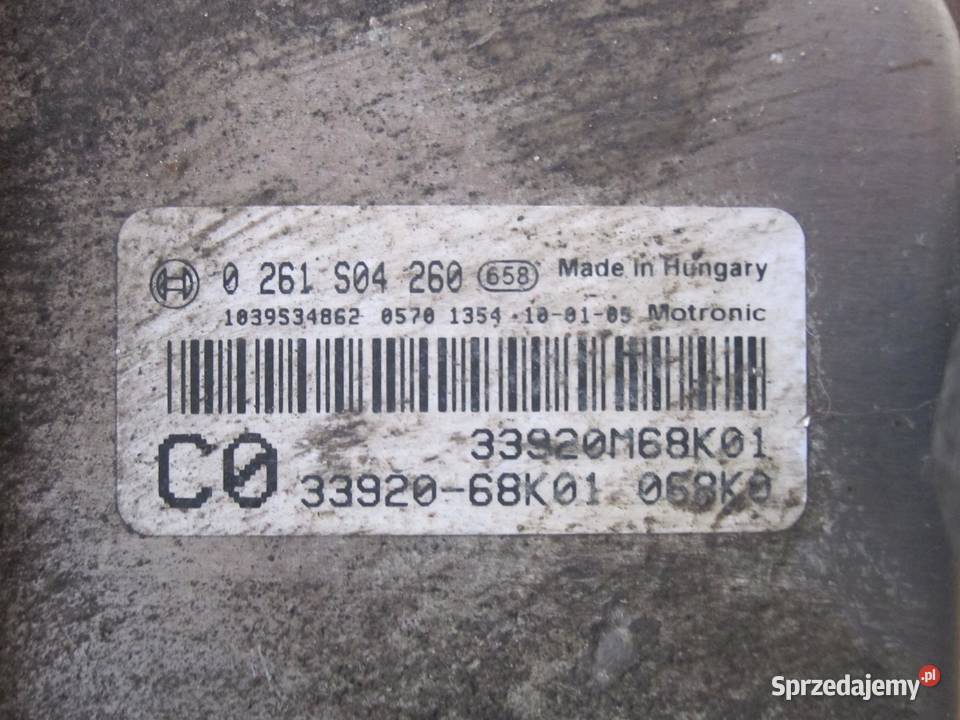 0 261 S04 260 658 Made in Hungary
1039S34862 0570 1354 · 10-01-05 Motronic
33920M68K01
C0 33920-68K01 068K0
Sprzedajemy.pl